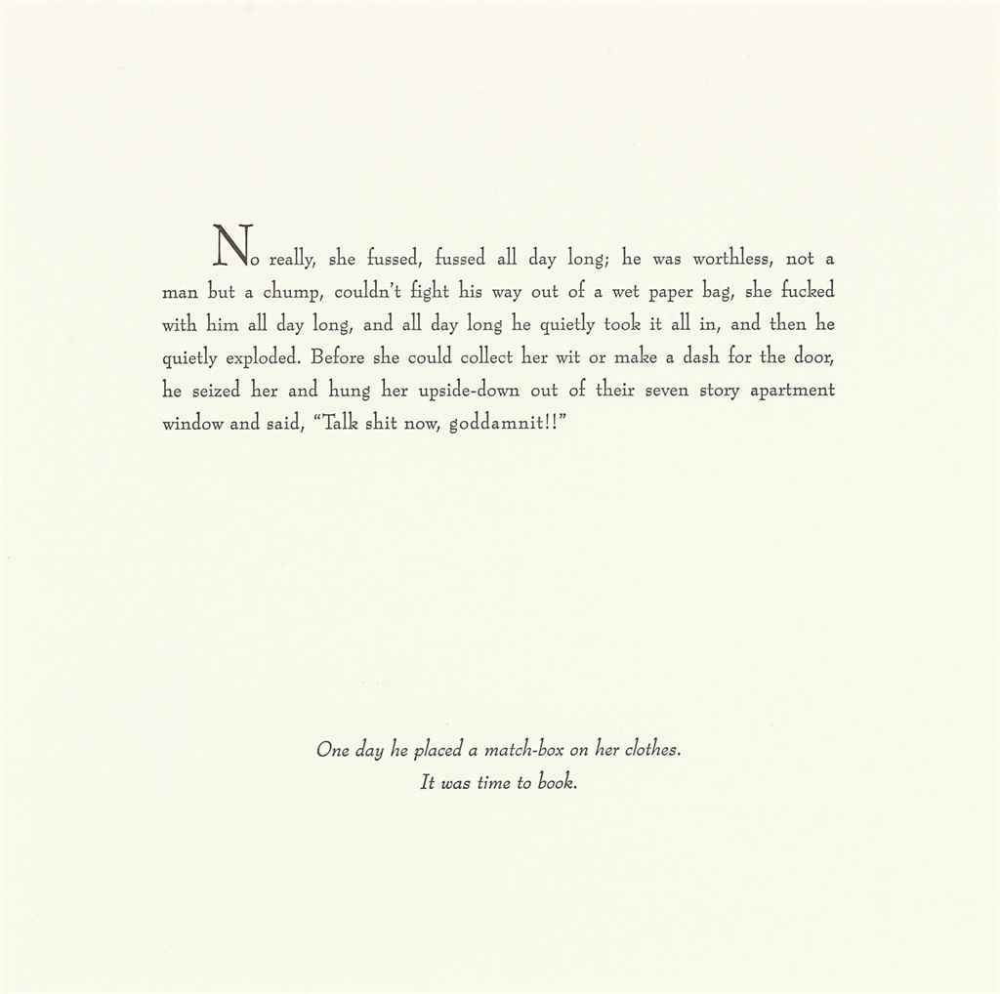 No really, she fussed, fussed all day long; he was worthless, not a
man but a chump, couldn't fight his way out of a wet paper bag, she fucked
with him all day long, and all day long he quietly took it all in, and then he
quietly exploded. Before she could collect her wit or make a dash for the door,
he seized her and hung her upside-down out of their seven story apartment
window and said, “Talk shit now, goddamnit!!”
One day he placed a match-box on her clothes.
It was time to book.